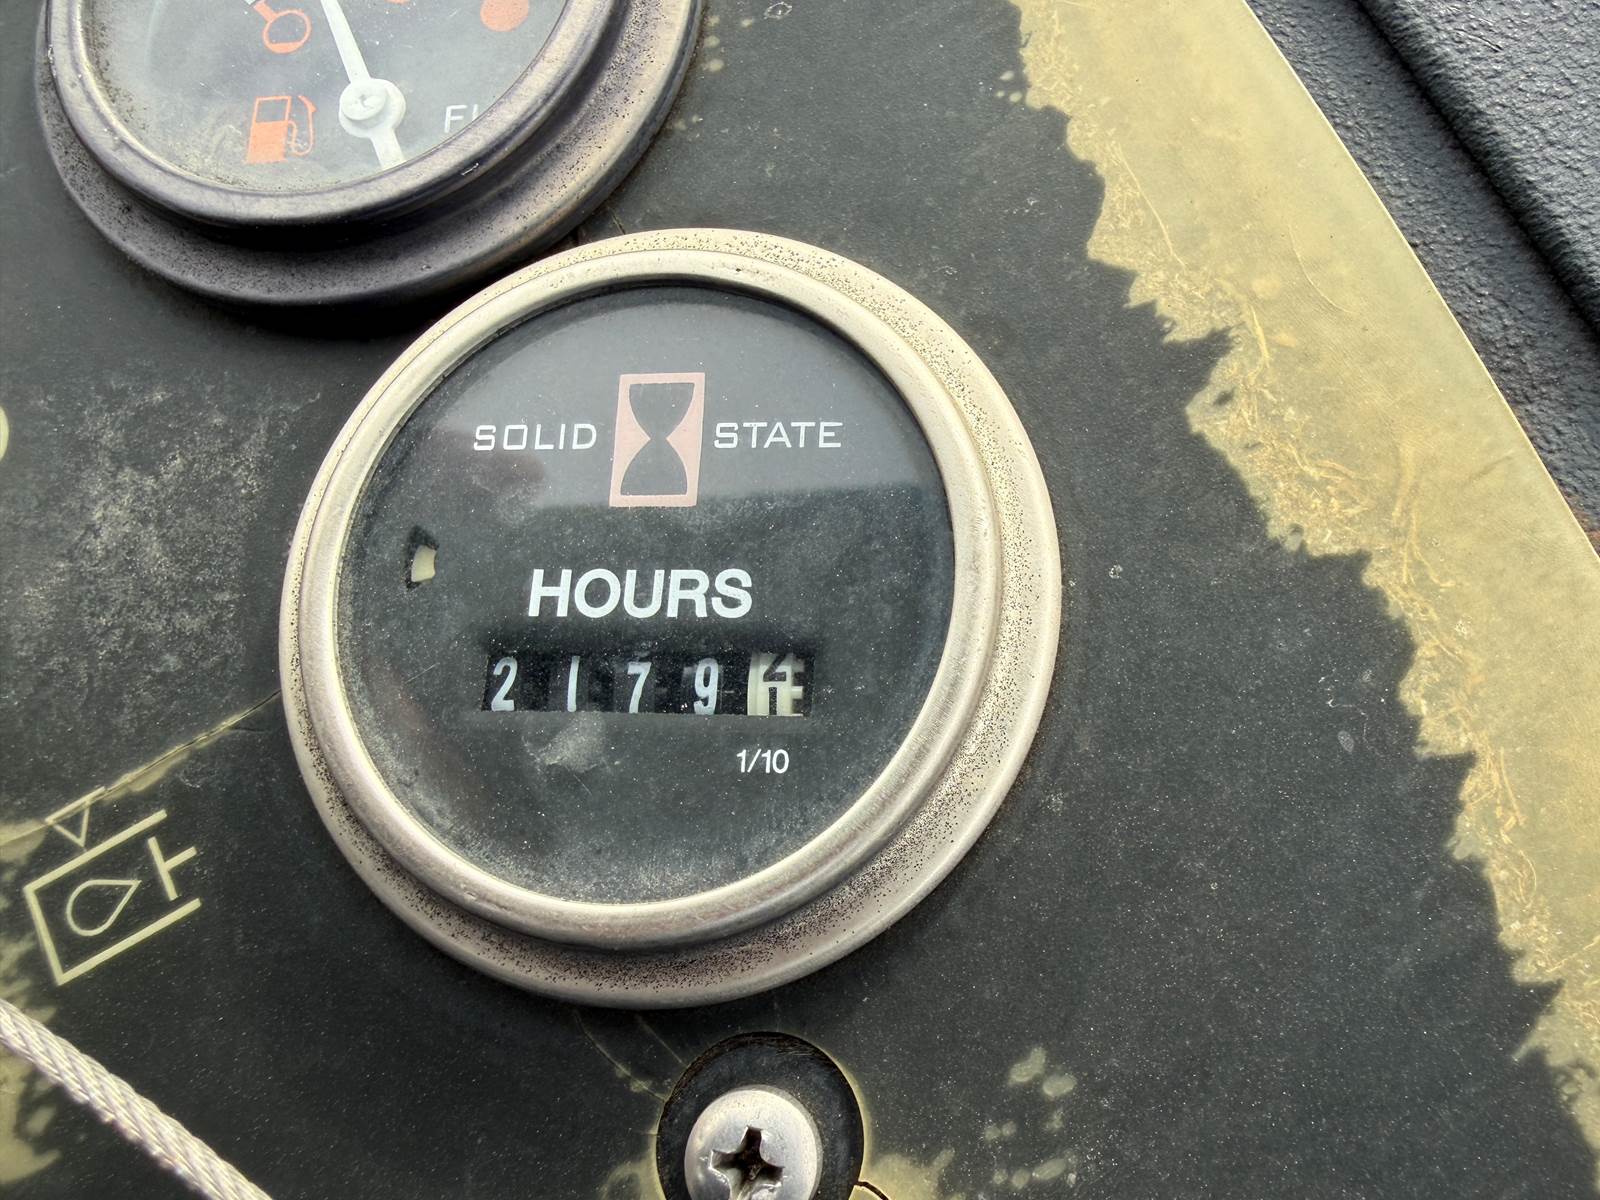 SOLID STATE
HOURS
2179
1/10